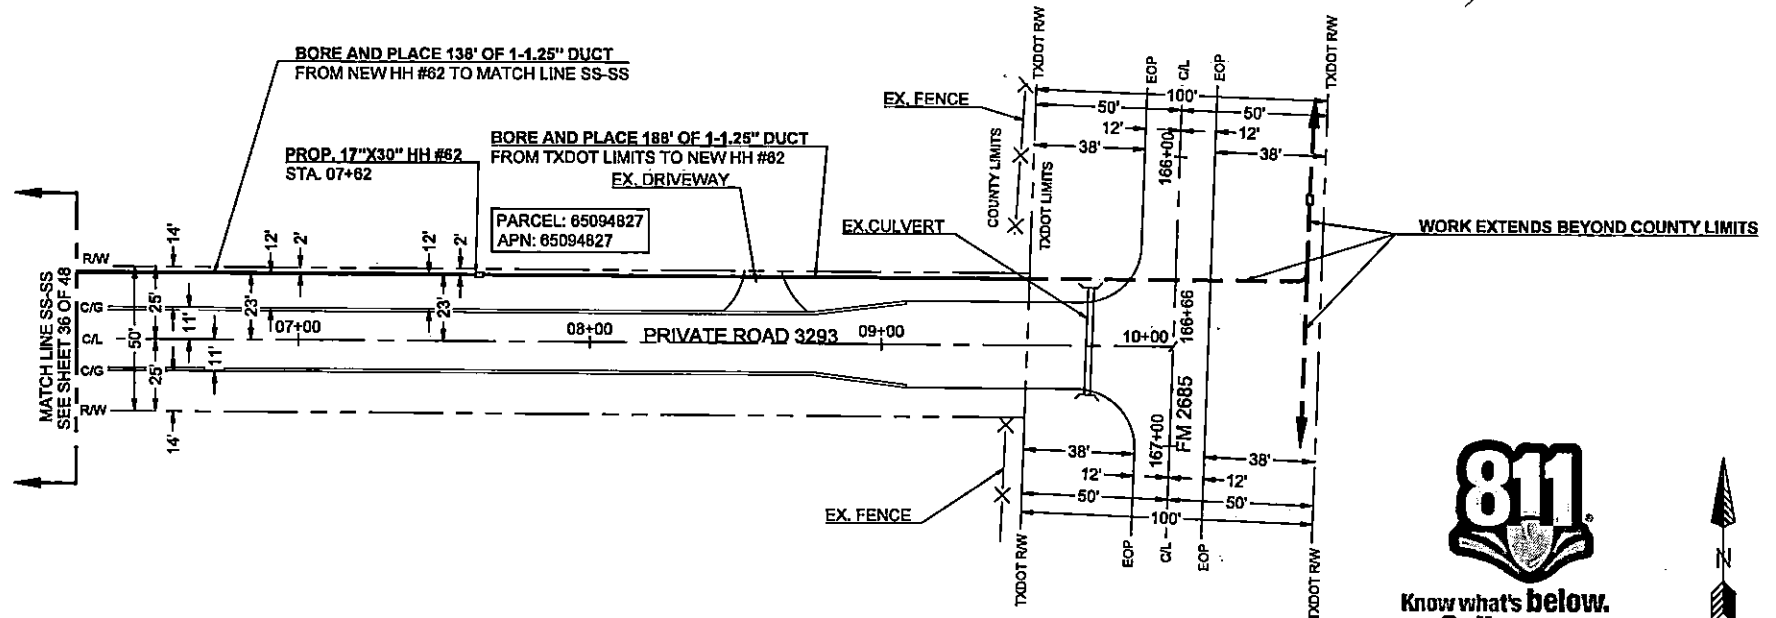 BORE AND PLACE 138' OF 1-1.25" DUCT
FROM NEW HH #62 TO MATCH LINE SS-SS
PROP. 17"X30" HH #62
STA. 07+62
BORE AND PLACE 188' OF 1-1.25" DUCT
FROM TXDOT LIMITS TO NEW HH #62
EX. DRIVEWAY
PARCEL: 65094827
APN: 65094827
EX. FENCE
COUNTY LIMITS
TXDOT LIMITS
EX.CULVERT
TXDOT R/W
EOP
C/L
EOP
TXDOT R/W
100'
50'
50'
12'
12'
38'
38'
166+00
WORK EXTENDS BEYOND COUNTY LIMITS
MATCH LINE SS-SS
SEE SHEET 36 OF 48
R/W
C/G
C/L
C/G
R/W
14'
12'
2'
12'
2'
50'
25'
25'
11'
11'
23'
23'
14'
07+00
08+00
PRIVATE ROAD 3293
09+00
10+00
166+66
FM 2685
167+00
38'
38'
12'
12'
50'
50'
100'
EX. FENCE
TXDOT R/W
EOP
C/L
EOP
TXDOT R/W
811
®
Know what's below.
N